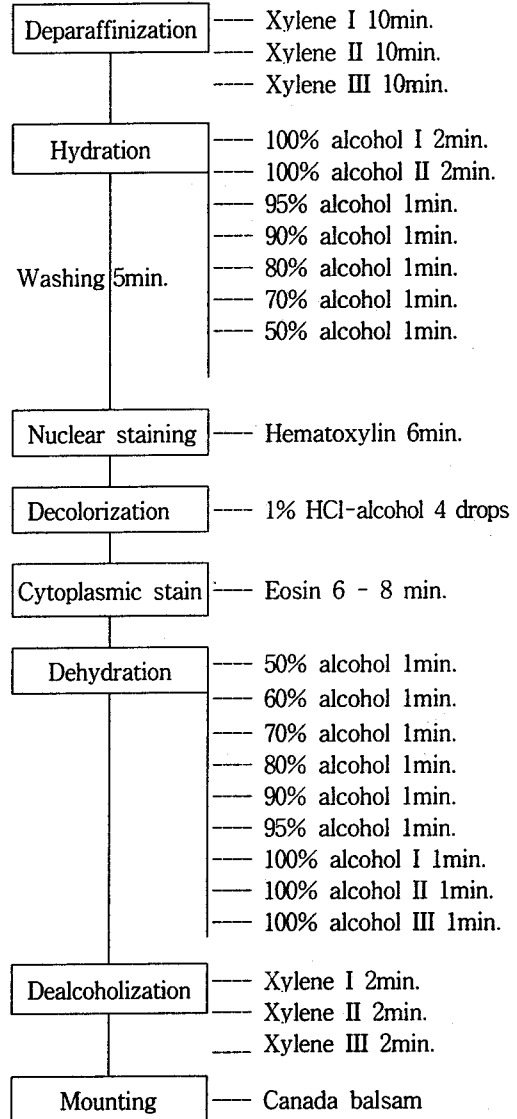 Deparaffinization ---- Xylene I 10min.
---- Xylene II 10min.
---- Xylene III 10min.
Hydration ---- 100% alcohol I 2min.
---- 100% alcohol II 2min.
---- 95% alcohol 1min.
---- 90% alcohol 1min.
Washing 5min. ---- 80% alcohol 1min.
---- 70% alcohol 1min.
---- 50% alcohol 1min.
Nuclear staining ---- Hematoxylin 6min.
Decolorization ---- 1% HCl-alcohol 4 drops
Cytoplasmic stain ---- Eosin 6 - 8 min.
Dehydration ---- 50% alcohol 1min.
---- 60% alcohol 1min.
---- 70% alcohol 1min.
---- 80% alcohol 1min.
---- 90% alcohol 1min.
---- 95% alcohol 1min.
---- 100% alcohol I 1min.
---- 100% alcohol II 1min.
---- 100% alcohol III 1min.
Dealcoholization ---- Xylene I 2min.
---- Xylene II 2min.
---- Xylene III 2min.
Mounting ---- Canada balsam